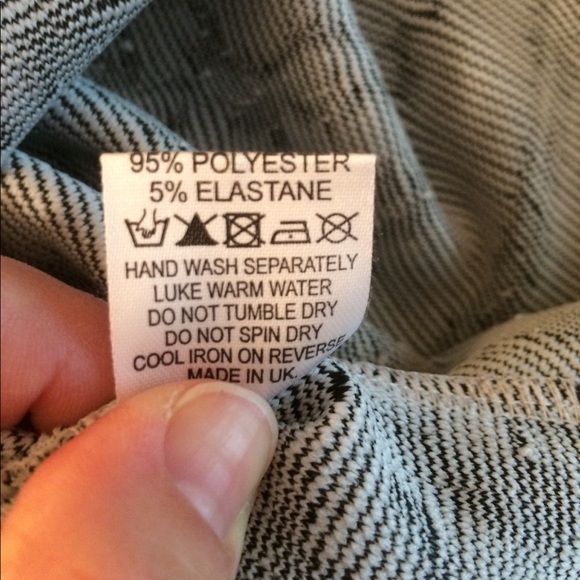 95% POLYESTER
5% ELASTANE
HAND WASH SEPARATELY
LUKE WARM WATER
DO NOT TUMBLE DRY
DO NOT SPIN DRY
COOL IRON ON REVERSE
MADE IN UK